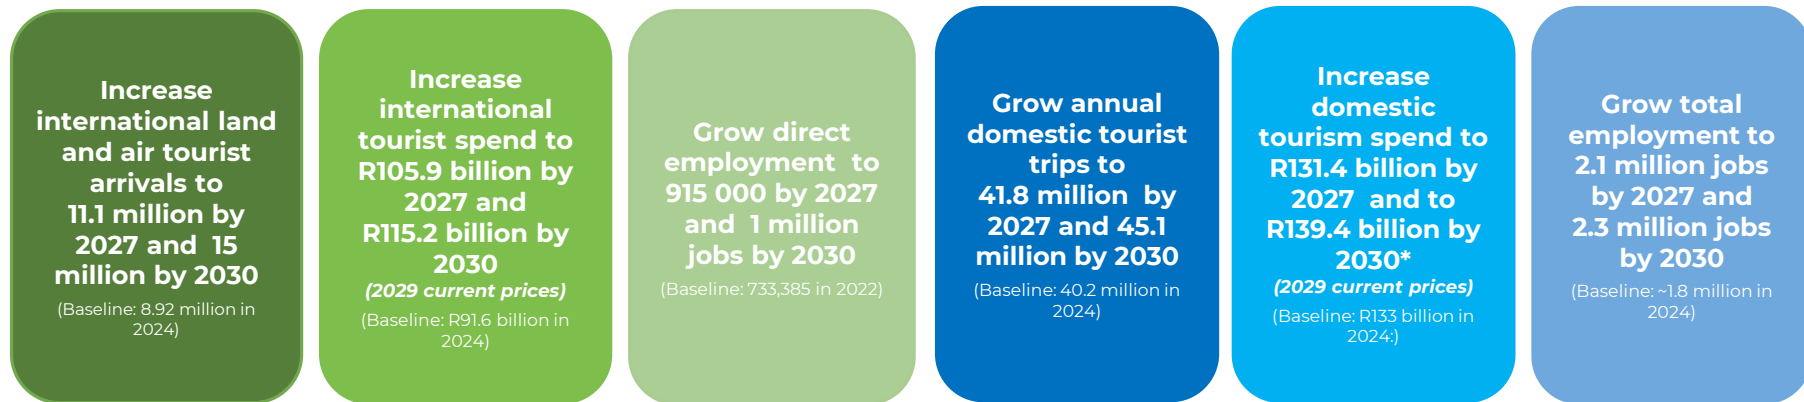 Increase
international land
and air tourist
arrivals to
11.1 million by
2027 and  15
million by 2030
(Baseline: 8.92 million in
2024)
Increase
international
tourist spend to
R105.9 billion by
2027 and
R115.2 billion by
2030
(2029 current prices)
(Baseline: R91.6 billion in
2024)
Grow direct
employment  to
915 000 by 2027
and  1 million
jobs by 2030
(Baseline: 733,385 in 2022)
Grow annual
domestic tourist
trips to
41.8 million  by
2027 and 45.1
million by 2030
(Baseline: 40.2 million in
2024)
Increase
domestic
tourism spend to
R131.4 billion by
2027  and to
R139.4 billion by
2030*
(2029 current prices)
(Baseline: R133 billion in
2024:)
Grow total
employment to
2.1 million jobs
by 2027 and
2.3 million jobs
by 2030
(Baseline: ~1.8 million in
2024)